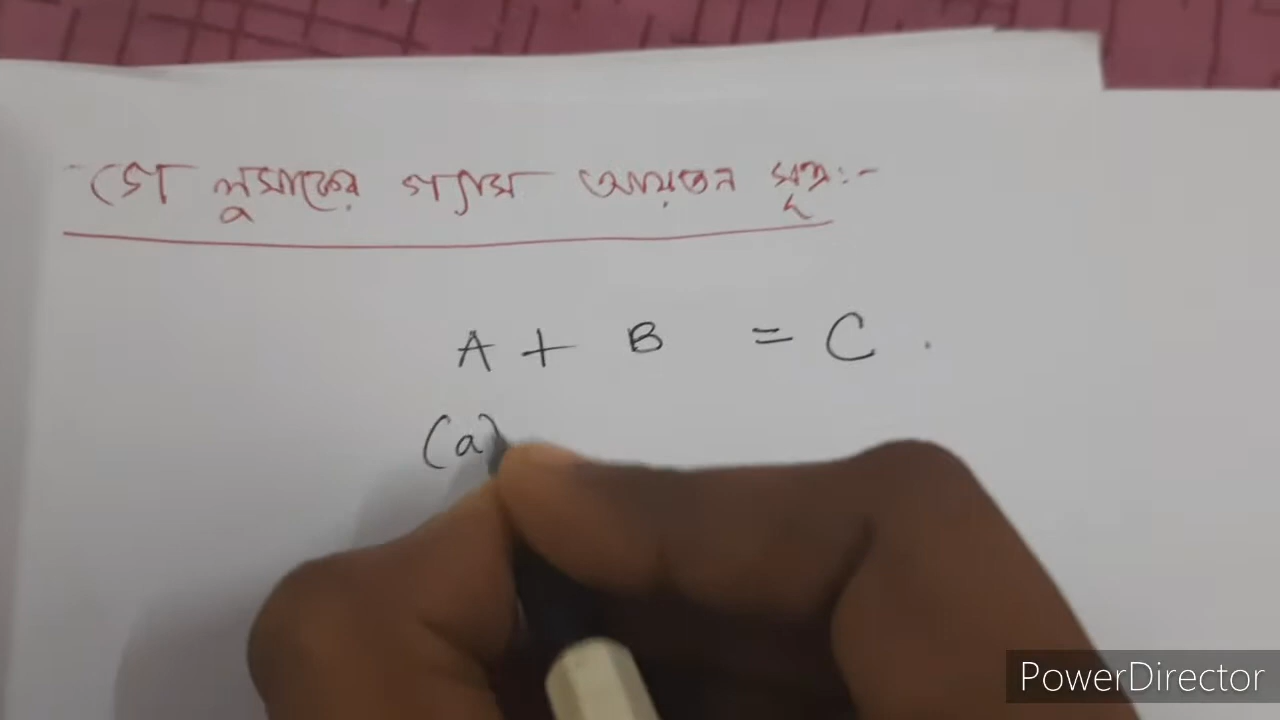 গে লুসাকের গ্যাস আয়তন সূত্র:-
A + B = C .
(a)
PowerDirector